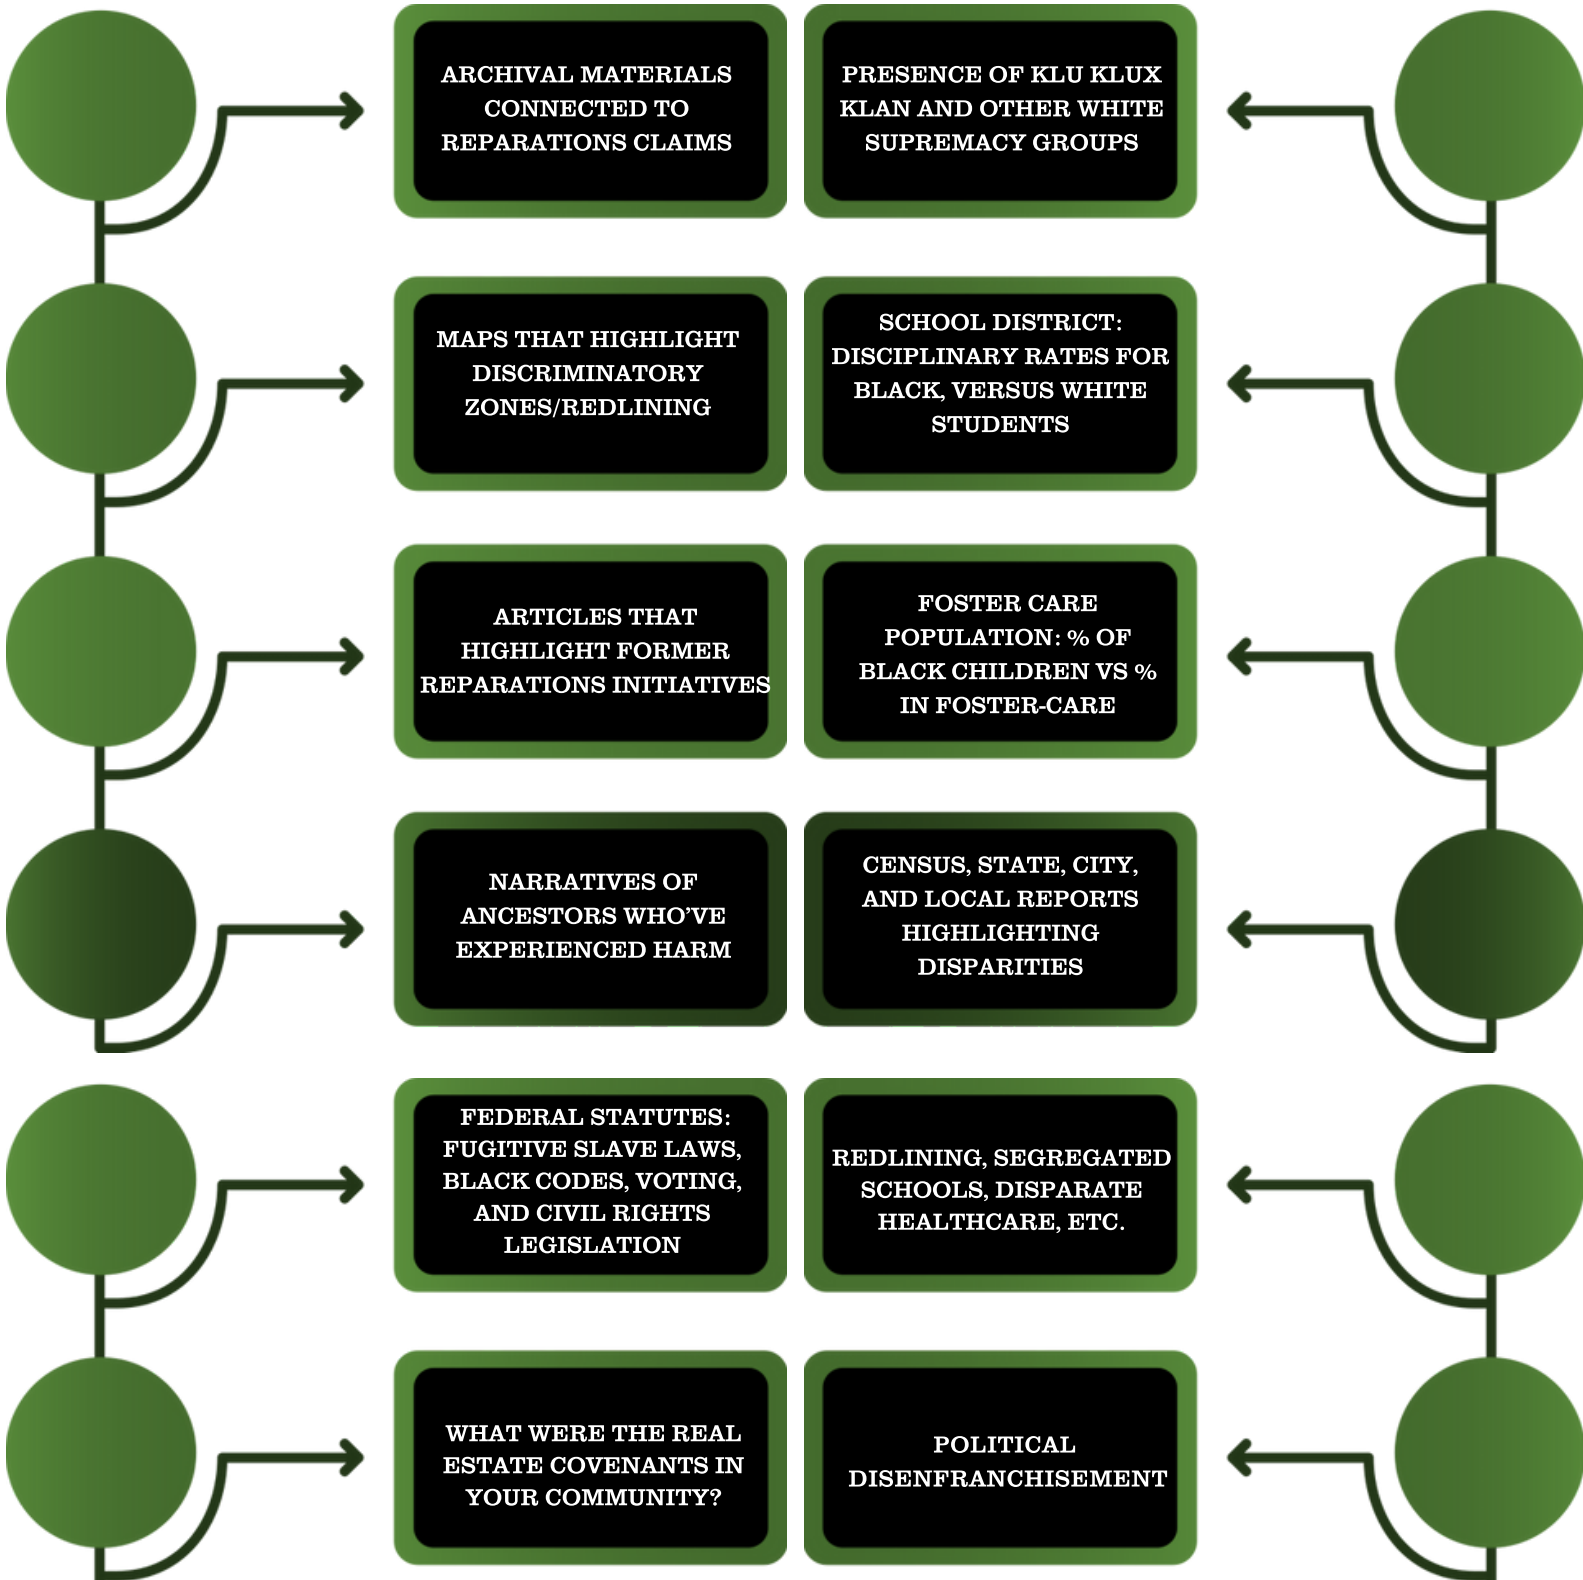 ARCHIVAL MATERIALS
CONNECTED TO
REPARATIONS CLAIMS
PRESENCE OF KLU KLUX
KLAN AND OTHER WHITE
SUPREMACY GROUPS
MAPS THAT HIGHLIGHT
DISCRIMINATORY
ZONES/REDLINING
SCHOOL DISTRICT:
DISCIPLINARY RATES FOR
BLACK, VERSUS WHITE
STUDENTS
ARTICLES THAT
HIGHLIGHT FORMER
REPARATIONS INITIATIVES
FOSTER CARE
POPULATION: % OF
BLACK CHILDREN VS %
IN FOSTER-CARE
NARRATIVES OF
ANCESTORS WHO’VE
EXPERIENCED HARM
CENSUS, STATE, CITY,
AND LOCAL REPORTS
HIGHLIGHTING
DISPARITIES
FEDERAL STATUTES:
FUGITIVE SLAVE LAWS,
BLACK CODES, VOTING,
AND CIVIL RIGHTS
LEGISLATION
REDLINING, SEGREGATED
SCHOOLS, DISPARATE
HEALTHCARE, ETC.
WHAT WERE THE REAL
ESTATE COVENANTS IN
YOUR COMMUNITY?
POLITICAL
DISENFRANCHISEMENT